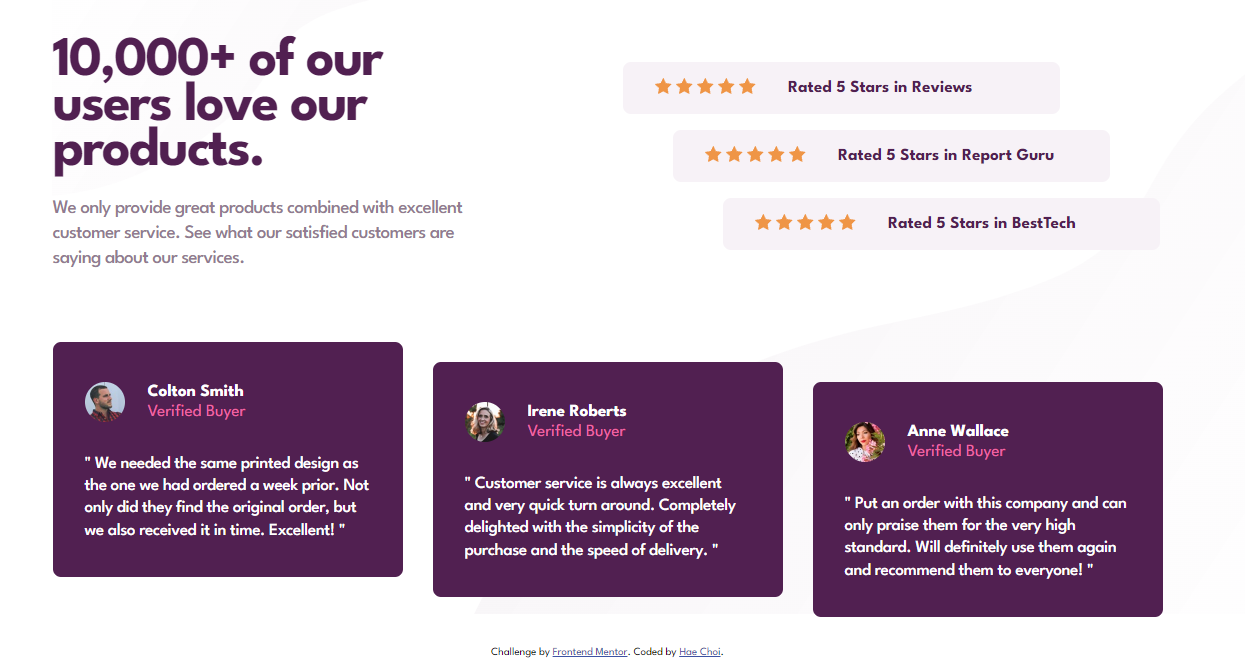 10,000+ of our
users love our
products.
We only provide great products combined with excellent
customer service. See what our satisfied customers are
saying about our services.
Rated 5 Stars in Reviews
Rated 5 Stars in Report Guru
Rated 5 Stars in BestTech
Colton Smith
Verified Buyer
" We needed the same printed design as
the one we had ordered a week prior. Not
only did they find the original order, but
we also received it in time. Excellent! "
Irene Roberts
Verified Buyer
" Customer service is always excellent
and very quick turn around. Completely
delighted with the simplicity of the
purchase and the speed of delivery. "
Anne Wallace
Verified Buyer
" Put an order with this company and can
only praise them for the very high
standard. Will definitely use them again
and recommend them to everyone! "
Challenge by Frontend Mentor. Coded by Hae Choi.